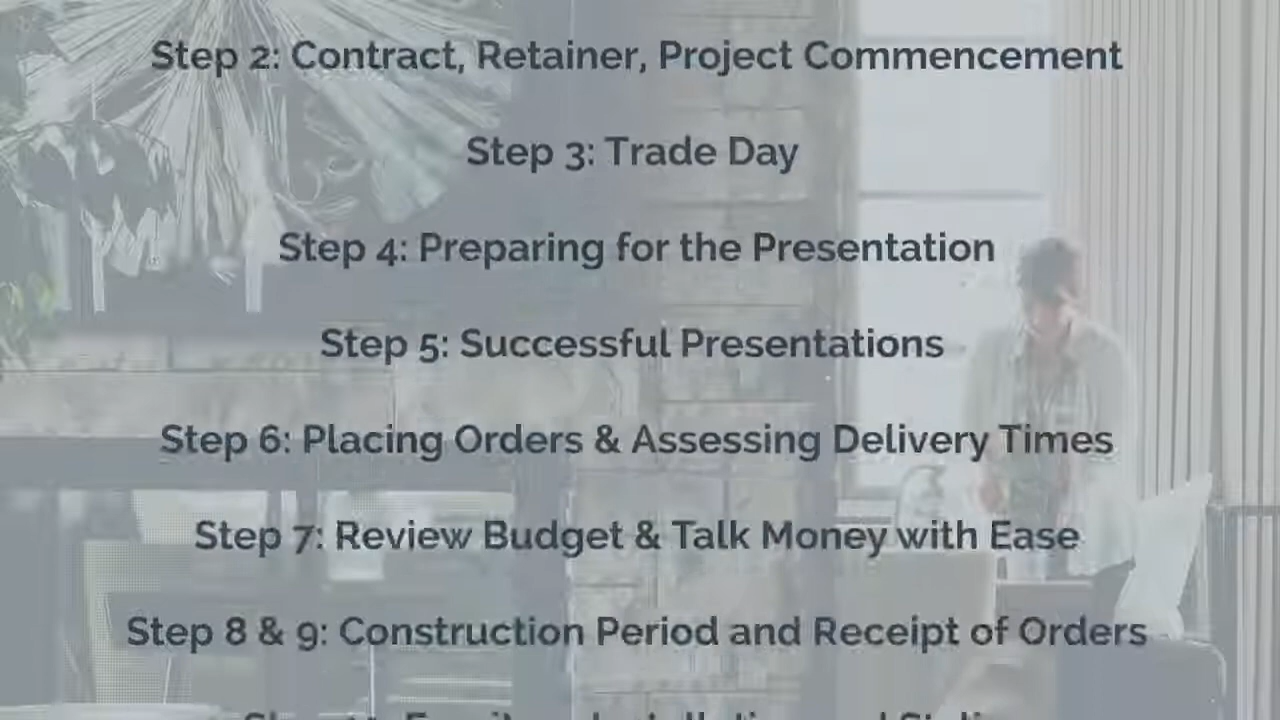 Step 2: Contract, Retainer, Project Commencement
Step 3: Trade Day
Step 4: Preparing for the Presentation
Step 5: Successful Presentations
Step 6: Placing Orders & Assessing Delivery Times
Step 7: Review Budget & Talk Money with Ease
Step 8 & 9: Construction Period and Receipt of Orders